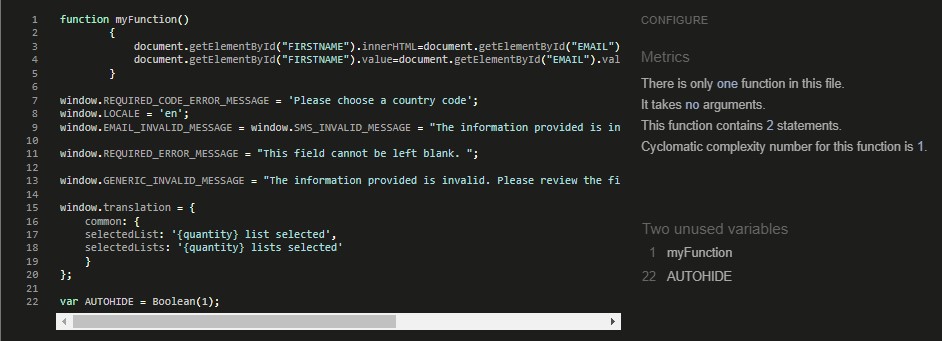 1 function myFunction()
2 {
3 document.getElementById("FIRSTNAME").innerHTML=document.getElementById("EMAIL")
4 document.getElementById("FIRSTNAME").value=document.getElementById("EMAIL").val
5 }
6
7 window.REQUIRED_CODE_ERROR_MESSAGE = 'Please choose a country code';
8 window.LOCALE = 'en';
9 window.EMAIL_INVALID_MESSAGE = window.SMS_INVALID_MESSAGE = "The information provided is in
10
11 window.REQUIRED_ERROR_MESSAGE = "This field cannot be left blank. ";
12
13 window.GENERIC_INVALID_MESSAGE = "The information provided is invalid. Please review the fi
14
15 window.translation = {
16 common: {
17 selectedList: '{quantity} list selected',
18 selectedLists: '{quantity} lists selected'
19 }
20 };
21
22 var AUTOHIDE = Boolean(1);
CONFIGURE
Metrics
There is only one function in this file.
It takes no arguments.
This function contains 2 statements.
Cyclomatic complexity number for this function is 1.
Two unused variables
1 myFunction
22 AUTOHIDE